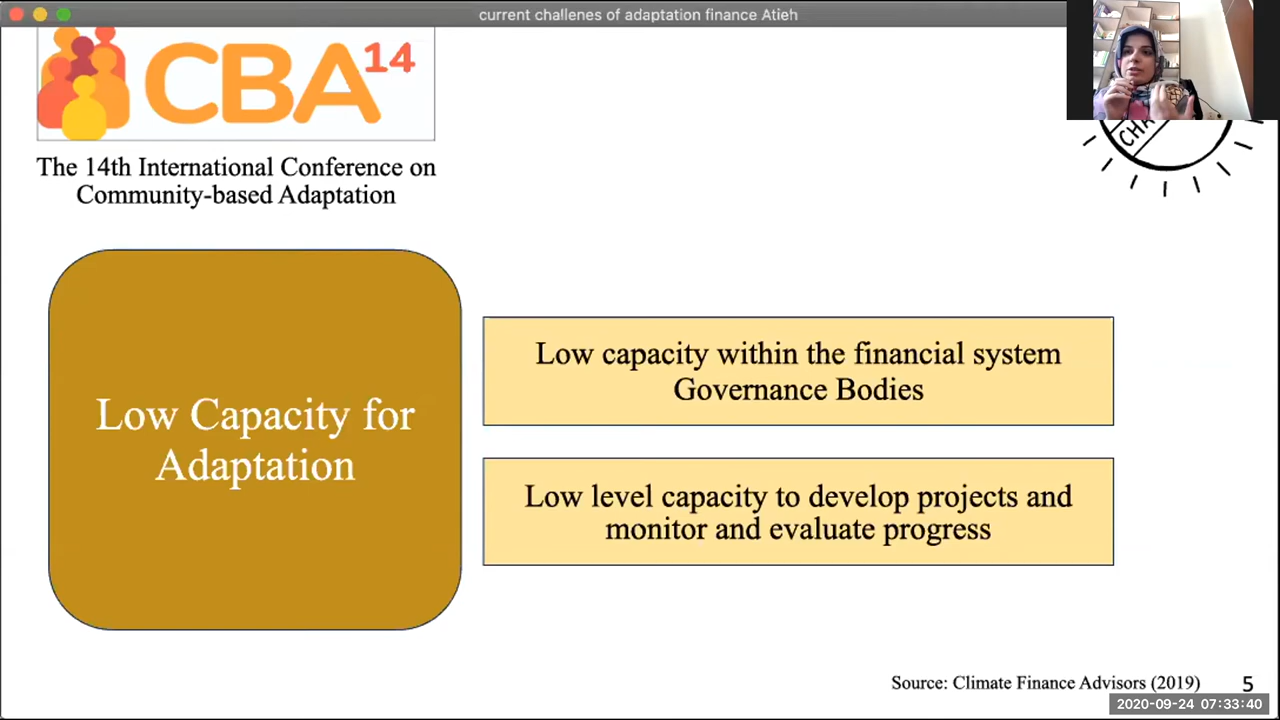 current challenes of adaptation finance Atieh
CBA14
The 14th International Conference on
Community-based Adaptation
Low Capacity for
Adaptation
Low capacity within the financial system
Governance Bodies
Low level capacity to develop projects and
monitor and evaluate progress
Source: Climate Finance Advisors (2019)
5
2020-09-24 07:33:40